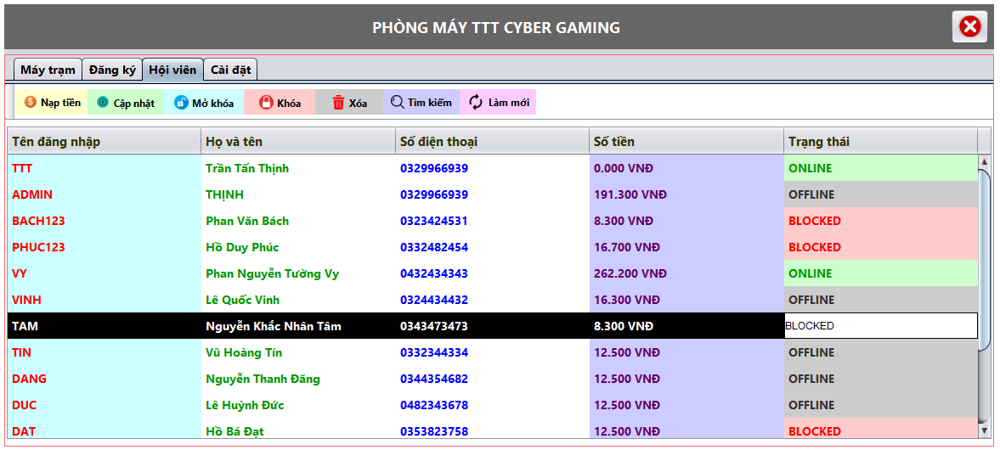 PHÒNG MÁY TTT CYBER GAMING
Máy trạm Đăng ký Hội viên Cài đặt
Nạp tiền Cập nhật Mở khóa Khóa Xóa Tìm kiếm Làm mới
Tên đăng nhập Họ và tên Số điện thoại Số tiền Trạng thái
TTT Trần Tấn Thịnh 0329966939 0.000 VNĐ ONLINE
ADMIN THỊNH 0329966939 191.300 VNĐ OFFLINE
BACH123 Phan Văn Bách 0323424531 8.300 VNĐ BLOCKED
PHUC123 Hồ Duy Phúc 0332482454 16.700 VNĐ BLOCKED
VY Phan Nguyễn Tường Vy 0432434343 262.200 VNĐ ONLINE
VINH Lê Quốc Vinh 0324434432 16.300 VNĐ OFFLINE
TAM Nguyễn Khắc Nhân Tâm 0343473473 8.300 VNĐ BLOCKED
TIN Vũ Hoàng Tín 0332344334 12.500 VNĐ OFFLINE
DANG Nguyễn Thanh Đăng 0344354682 12.500 VNĐ OFFLINE
DUC Lê Huỳnh Đức 0482343678 12.500 VNĐ OFFLINE
DAT Hồ Bá Đạt 0353823758 12.500 VNĐ BLOCKED